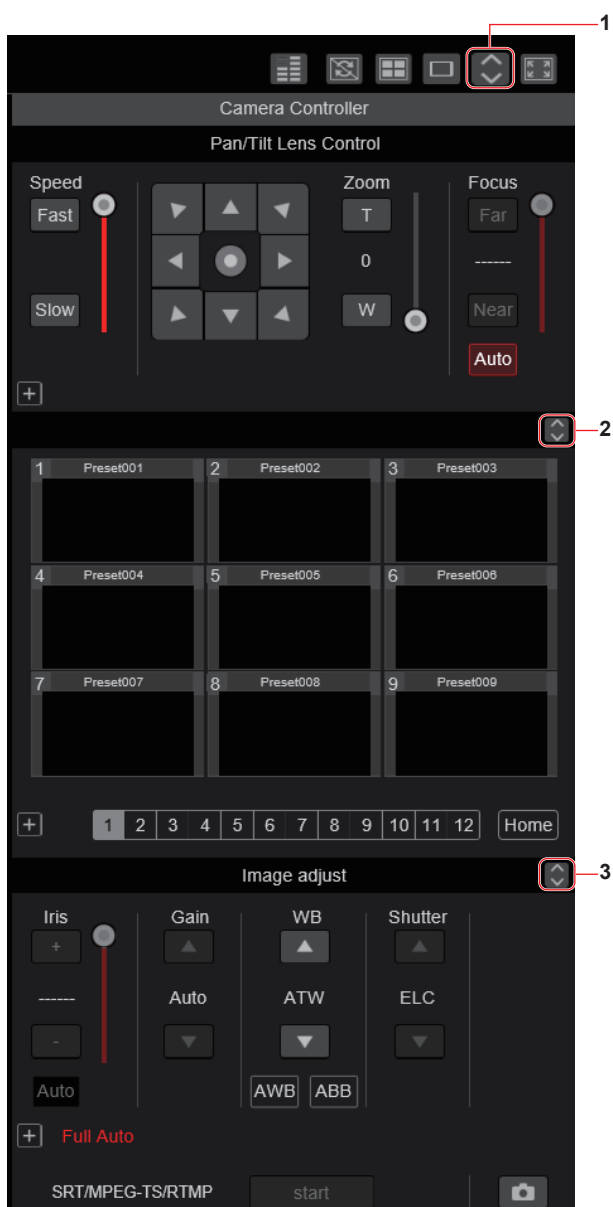 1
Camera Controller
Pan/Tilt Lens Control
Speed Zoom Focus
Fast T Far
0 ------
Slow W Near
Auto
+
2
1 Preset001 2 Preset002 3 Preset003
4 Preset004 5 Preset005 6 Preset006
7 Preset007 8 Preset008 9 Preset009
+ 1 2 3 4 5 6 7 8 9 10 11 12 Home
Image adjust 3
Iris Gain WB Shutter
+
------ Auto ATW ELC
-
Auto AWB ABB
+ Full Auto
SRT/MPEG-TS/RTMP start